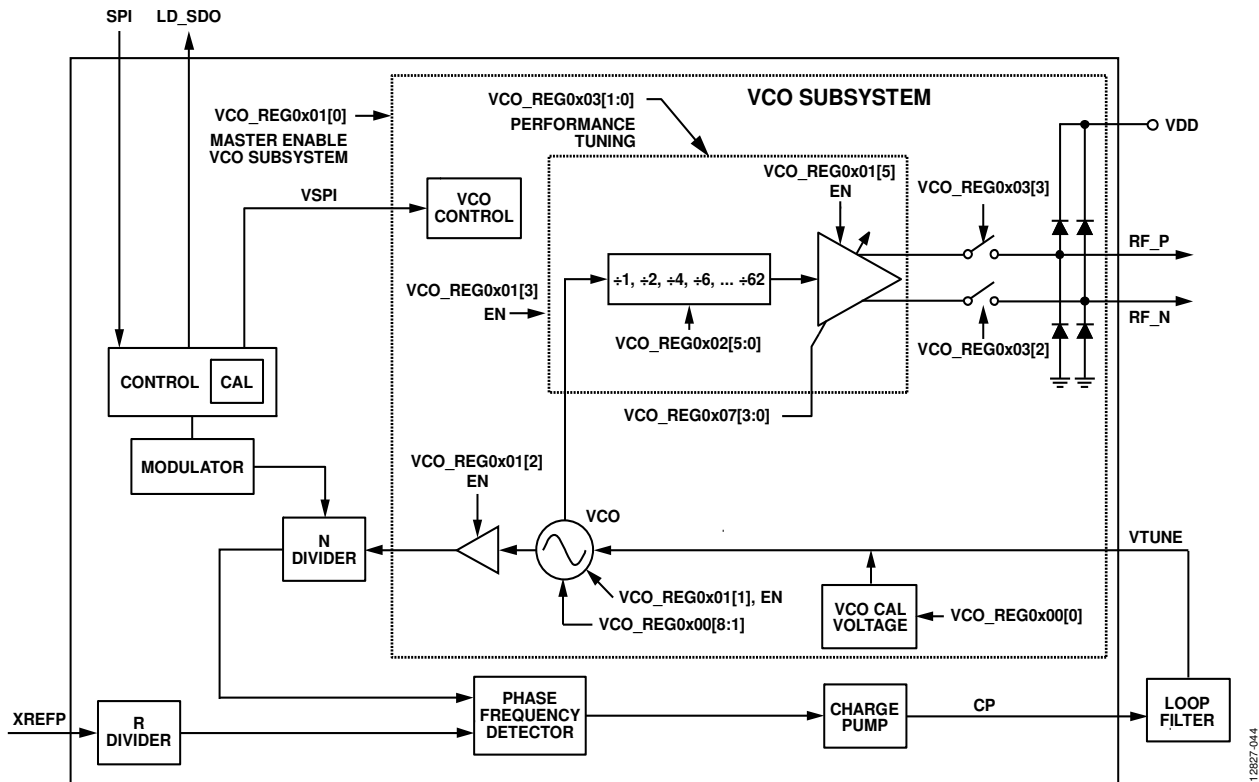 SPI
LD_SDO
VCO_REG0x01[0]
MASTER ENABLE
VCO SUBSYSTEM
VCO_REG0x03[1:0]
PERFORMANCE
TUNING
VCO SUBSYSTEM
VDD
VSPI
VCO
CONTROL
VCO_REG0x01[5]
EN
VCO_REG0x03[3]
RF_P
VCO_REG0x01[3]
EN
÷1, ÷2, ÷4, ÷6, ... ÷62
VCO_REG0x02[5:0]
RF_N
VCO_REG0x03[2]
CONTROL
CAL
VCO_REG0x07[3:0]
MODULATOR
VCO_REG0x01[2]
EN
N
DIVIDER
VCO
VTUNE
VCO_REG0x01[1], EN
VCO_REG0x00[8:1]
VCO CAL
VOLTAGE
VCO_REG0x00[0]
XREFP
R
DIVIDER
PHASE
FREQUENCY
DETECTOR
CHARGE
PUMP
CP
LOOP
FILTER
12827-044